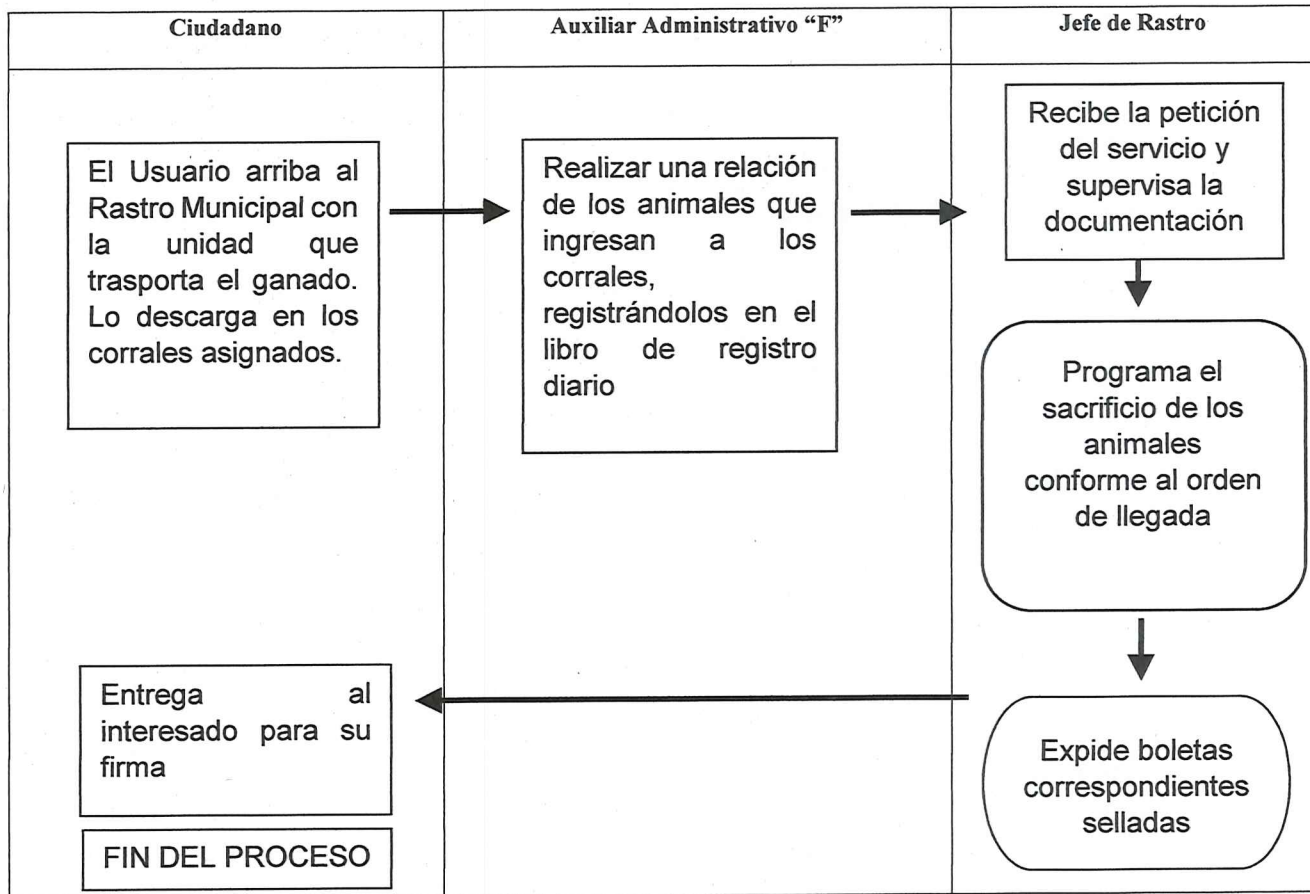 Ciudadano
Auxiliar Administrativo “F”
Jefe de Rastro
El Usuario arriba al
Rastro Municipal con
la unidad que
trasporta el ganado.
Lo descarga en los
corrales asignados.
Realizar una relación
de los animales que
ingresan a los
corrales,
registrándolos en el
libro de registro
diario
Recibe la petición
del servicio y
supervisa la
documentación
Programa el
sacrificio de los
animales
conforme al orden
de llegada
Expide boletas
correspondientes
selladas
Entrega al
interesado para su
firma
FIN DEL PROCESO